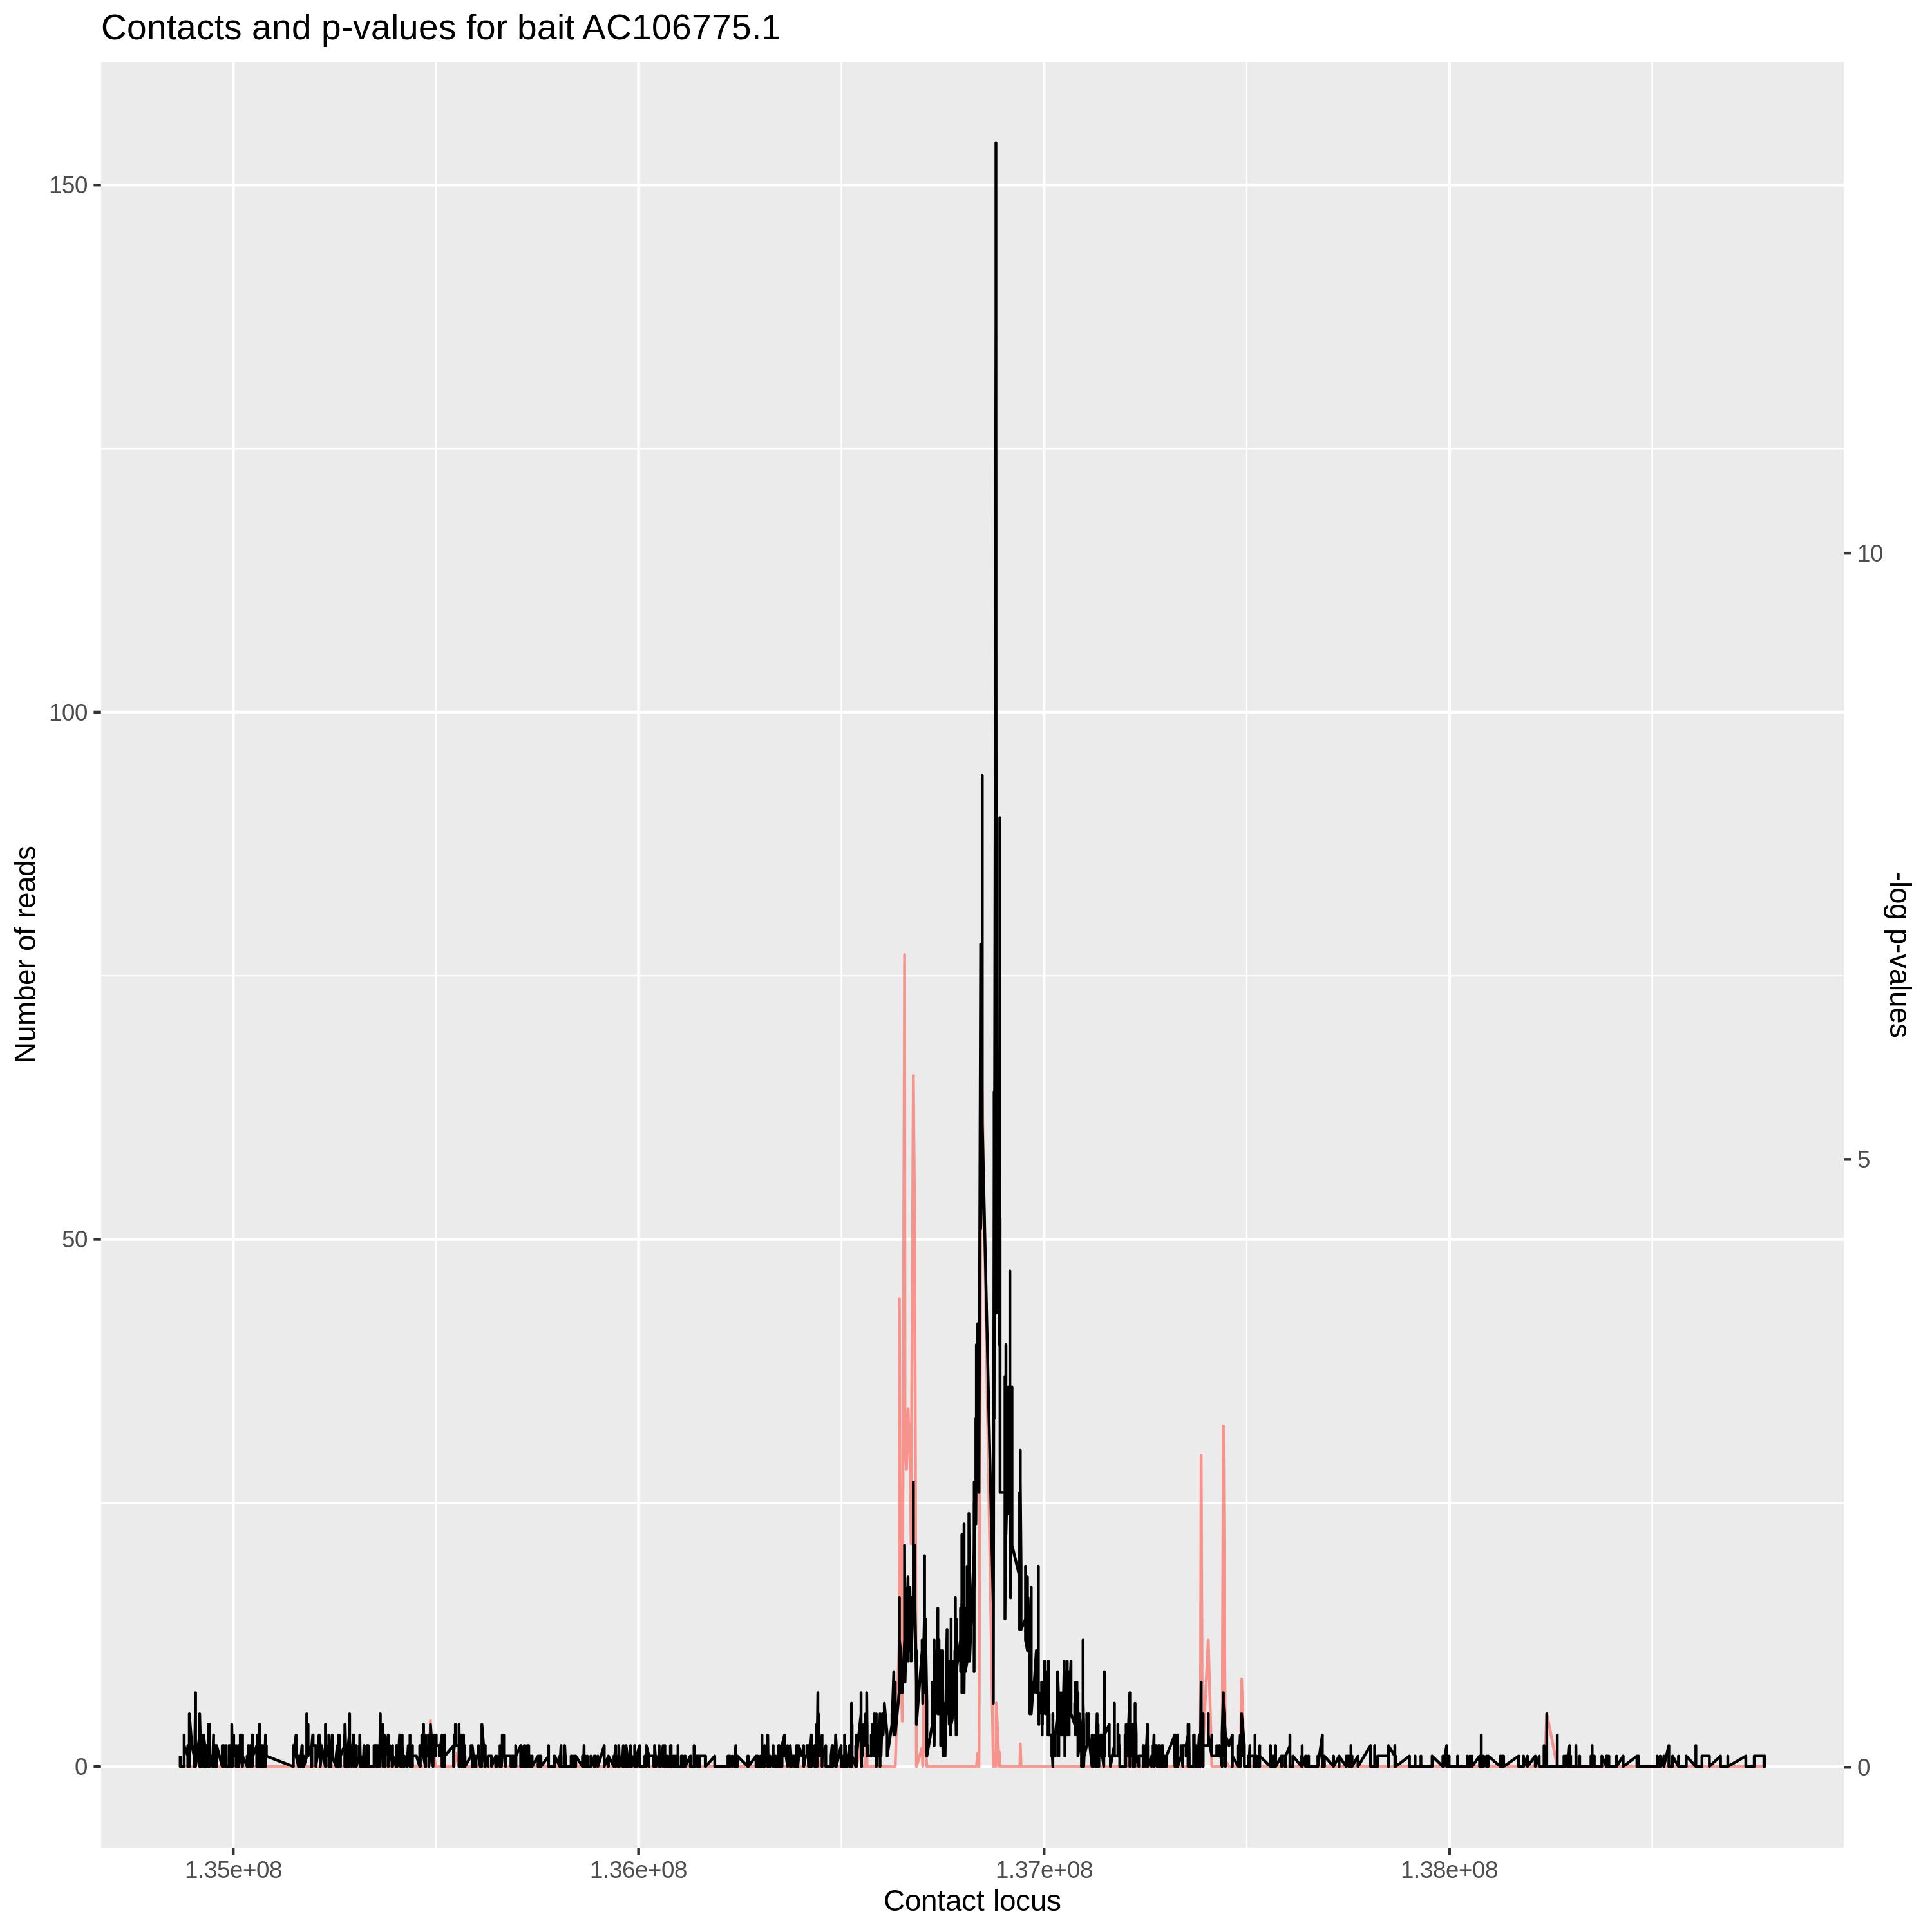 Contacts and p-values for bait AC106775.1
150
100
50
0
Number of reads
10
5
0
-log p-values
1.35e+08
1.36e+08
1.37e+08
1.38e+08
Contact locus